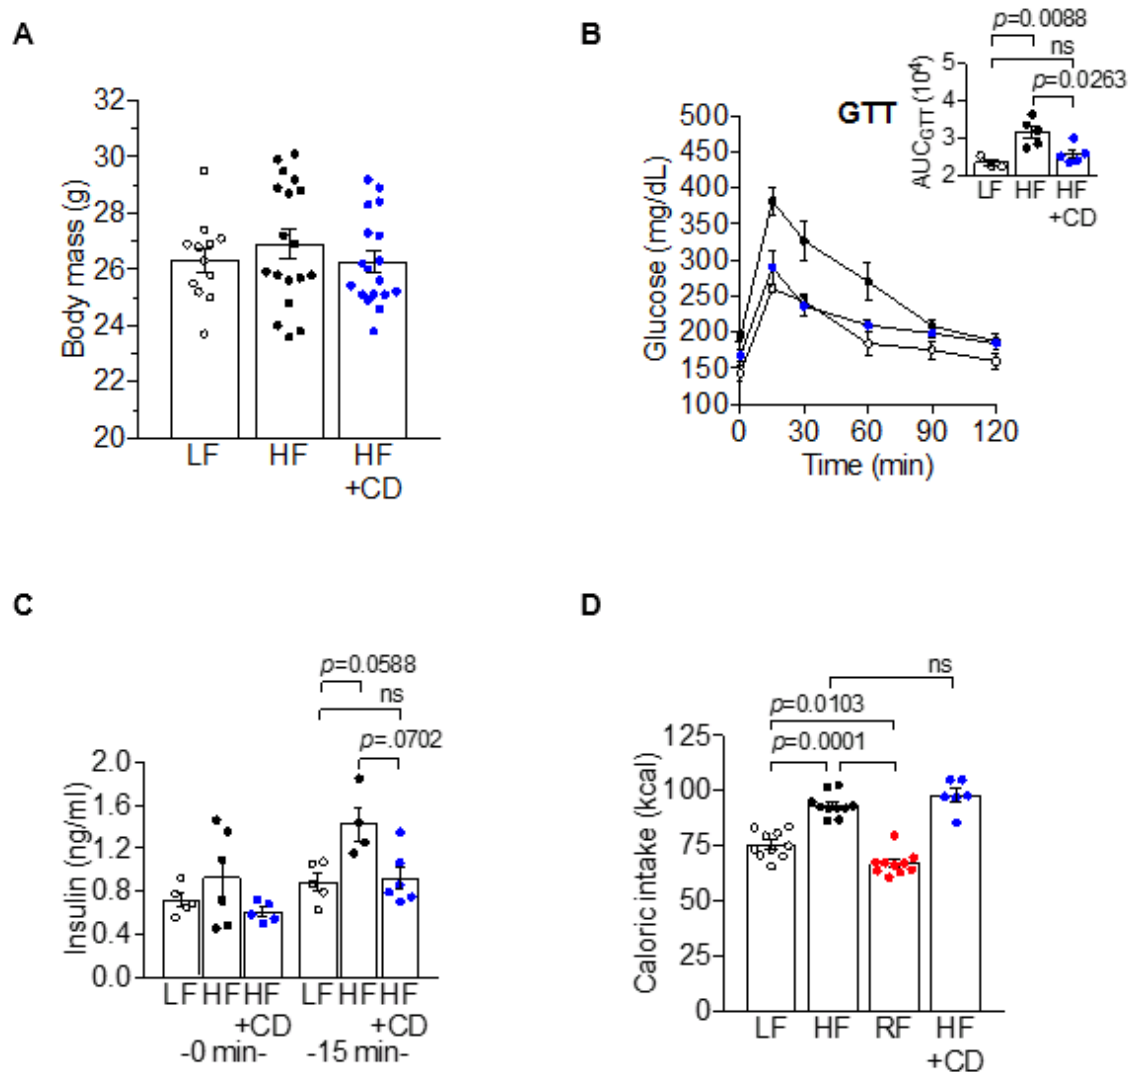 A
Body mass (g)
32
30
28
26
24
22
20
LF HF HF
+CD
B
GTT
Glucose (mg/dL)
500
450
400
350
300
250
200
150
100
0 30 60 90 120
Time (min)
p=0.0088
ns
p=0.0263
AUCGTT (10⁴)
5
4
3
2
LF HF HF
+CD
C
p=0.0588
ns
p=.0702
Insulin (ng/ml)
2.0
1.6
1.2
0.8
0.4
0.0
LF HF HF LF HF HF
+CD +CD
-0 min- -15 min-
D
ns
p=0.0103
p=0.0001
Caloric intake (kcal)
125
100
75
50
25
0
LF HF RF HF
+CD